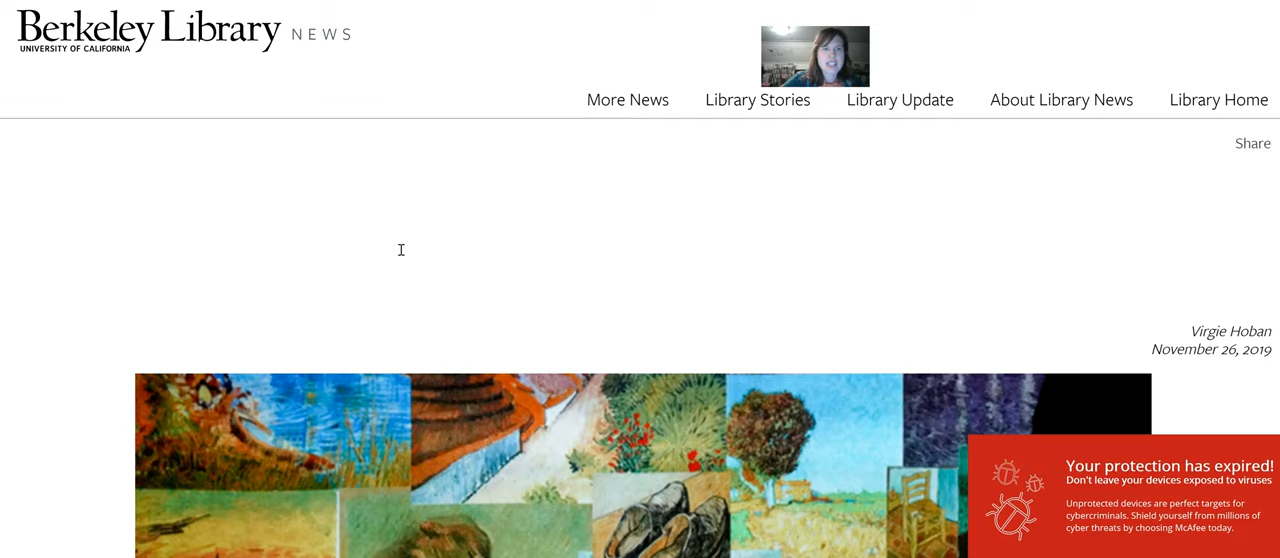 Berkeley Library NEWS
UNIVERSITY OF CALIFORNIA
More News Library Stories Library Update About Library News Library Home
Share
Virgie Hoban
November 26, 2019
Your protection has expired!
Don't leave your devices exposed to viruses
Unprotected devices are perfect targets for
cybercriminals. Shield yourself from millions of
cyber threats by choosing McAfee today.